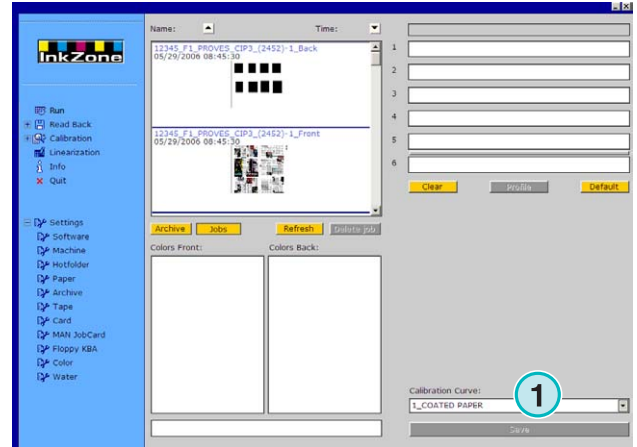 InkZone
Run
Read Back
Calibration
Linearization
Info
Quit
Settings
Software
Machine
Hotfolder
Paper
Archive
Tape
Card
MAN JobCard
Floppy KBA
Color
Water
Name:
Time:
12345_F1_PROVES_CIP3_(2452)-1_Back
05/29/2006 08:45:30
12345_F1_PROVES_CIP3_(2452)-1_Front
05/29/2006 08:45:30
Archive
Jobs
Refresh
Delete job
Colors Front:
Colors Back:
1
2
3
4
5
6
Clear
Profile
Default
Calibration Curve:
1
1_COATED PAPER
Save